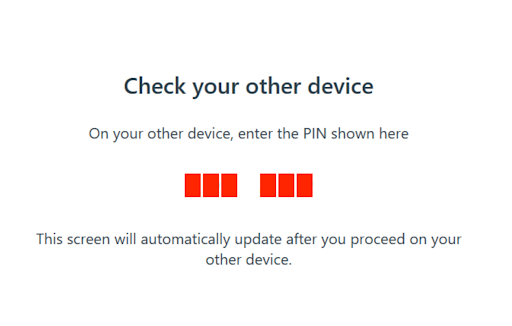 Check your other device
On your other device, enter the PIN shown here
This screen will automatically update after you proceed on your
other device.